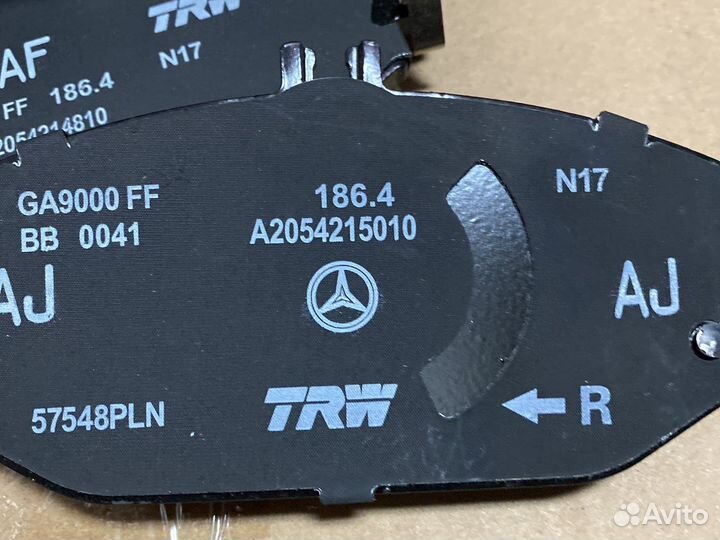 TRW
AF
N17
FF 186.4
2054214810
GA9000 FF
BB 0041
186.4
A2054215010
N17
AJ
AJ
57548PLN
TRW
R
Avito